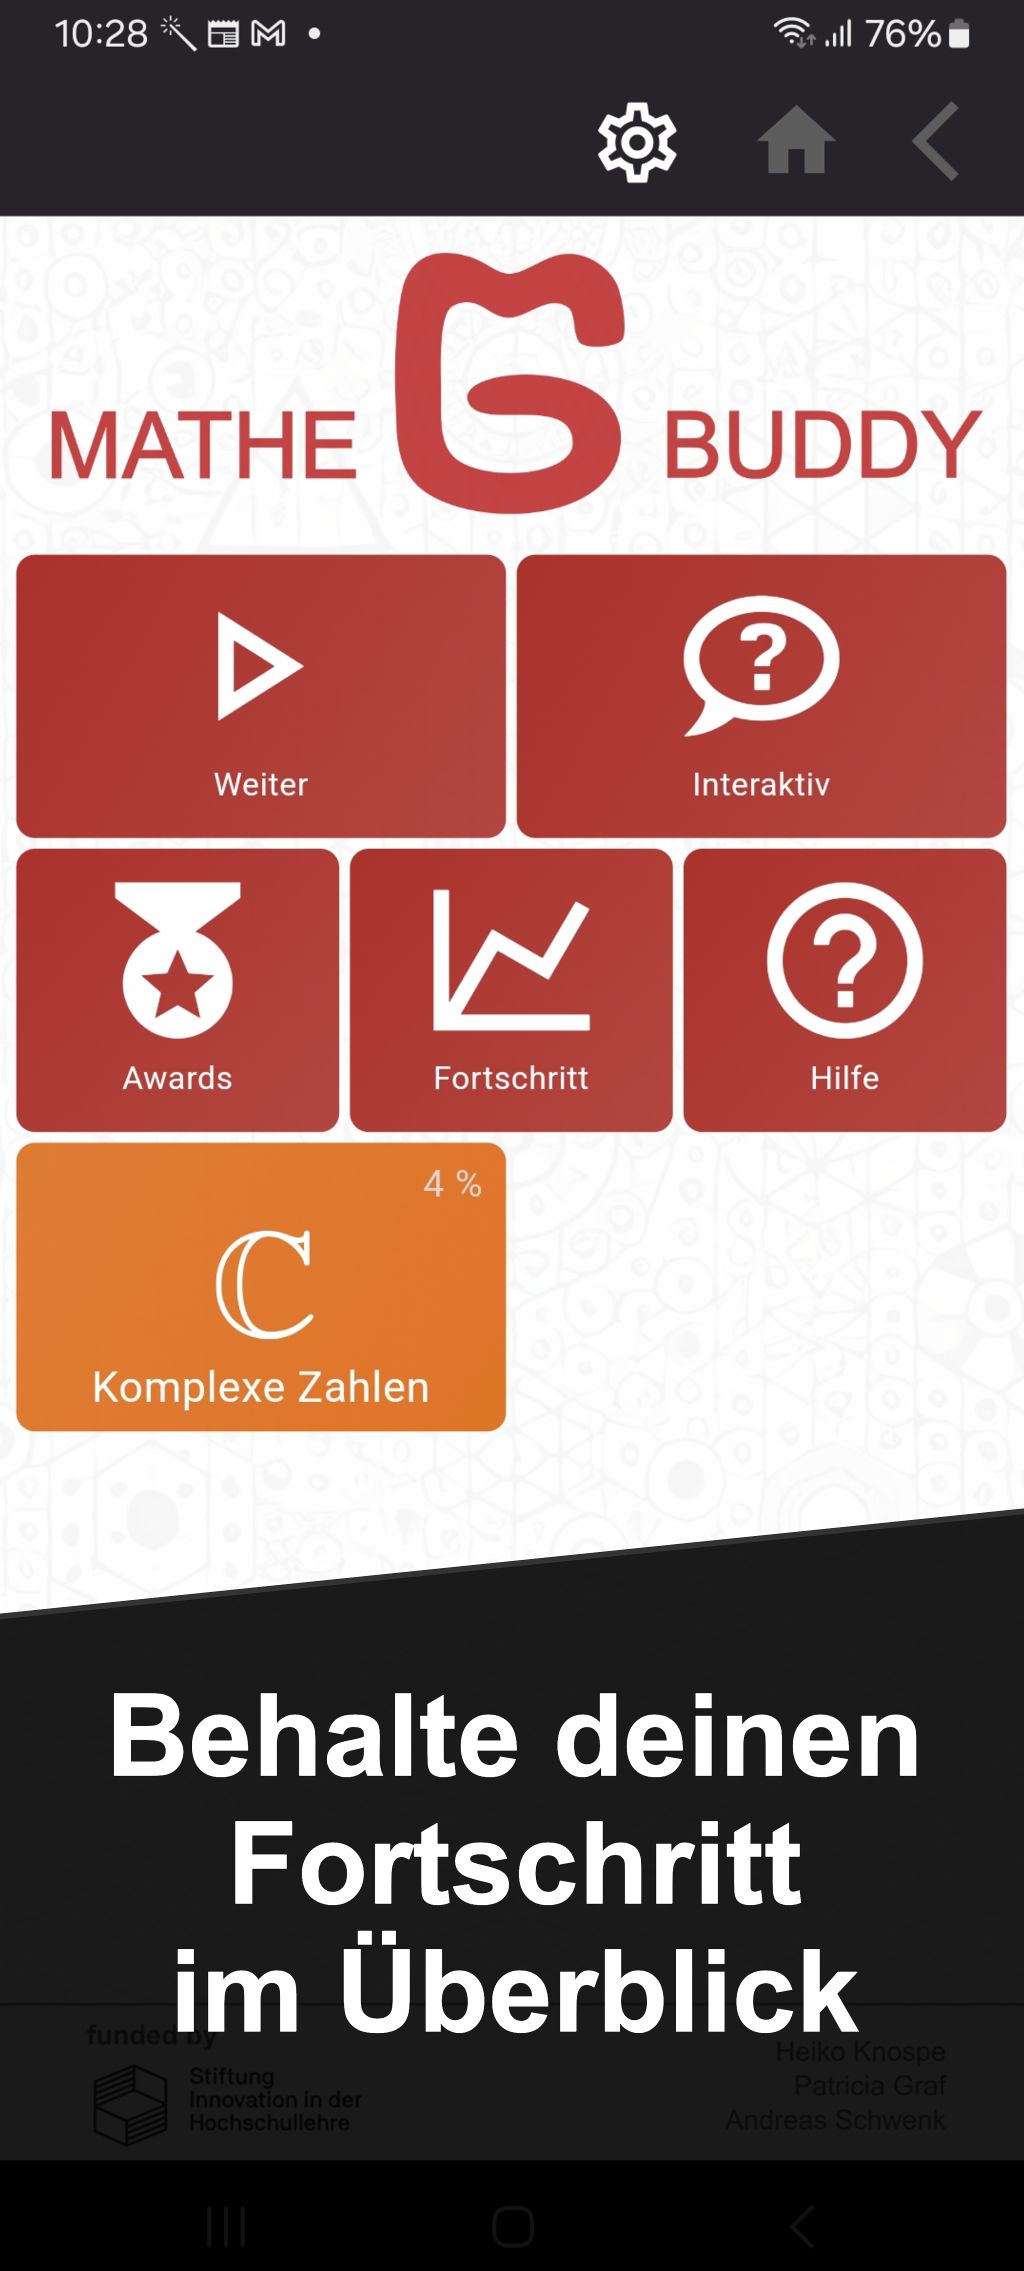 10:28
76%
MATHE BUDDY
Weiter
Interaktiv
Awards
Fortschritt
Hilfe
4 %
ℂ
Komplexe Zahlen
Behalte deinen
Fortschritt
im Überblick
funded by
Stiftung
Innovation in der
Hochschullehre
Heiko Knospe
Patricia Graf
Andreas Schwenk